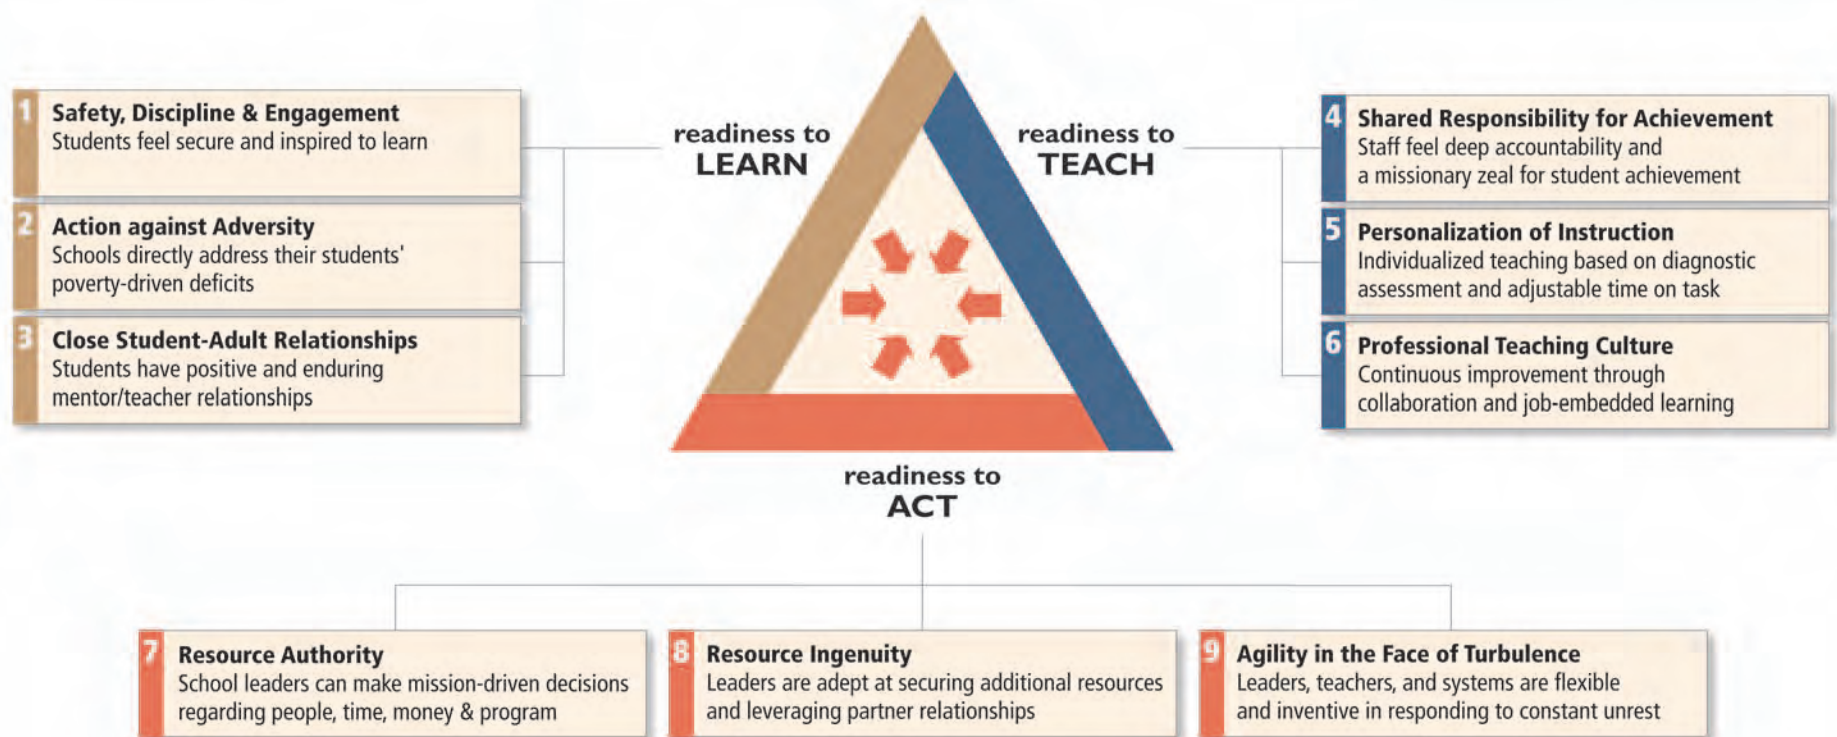 1
Safety, Discipline & Engagement
Students feel secure and inspired to learn
2
Action against Adversity
Schools directly address their students'
poverty-driven deficits
3
Close Student-Adult Relationships
Students have positive and enduring
mentor/teacher relationships
readiness to
LEARN
readiness to
TEACH
4
Shared Responsibility for Achievement
Staff feel deep accountability and
a missionary zeal for student achievement
5
Personalization of Instruction
Individualized teaching based on diagnostic
assessment and adjustable time on task
6
Professional Teaching Culture
Continuous improvement through
collaboration and job-embedded learning
readiness to
ACT
7
Resource Authority
School leaders can make mission-driven decisions
regarding people, time, money & program
8
Resource Ingenuity
Leaders are adept at securing additional resources
and leveraging partner relationships
9
Agility in the Face of Turbulence
Leaders, teachers, and systems are flexible
and inventive in responding to constant unrest